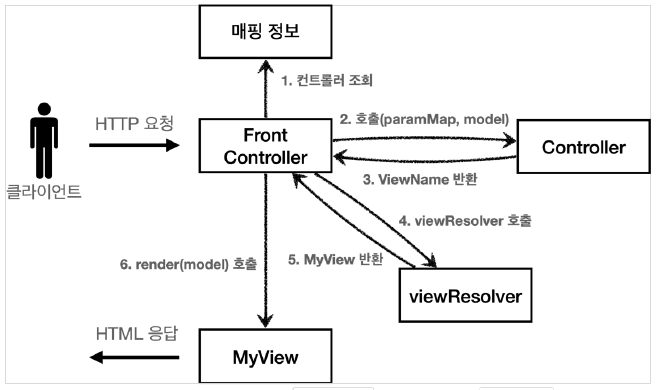 매핑 정보
1. 컨트롤러 조회
HTTP 요청
클라이언트
Front
Controller
2. 호출(paramMap, model)
Controller
3. ViewName 반환
4. viewResolver 호출
5. MyView 반환
6. render(model) 호출
viewResolver
HTML 응답
MyView